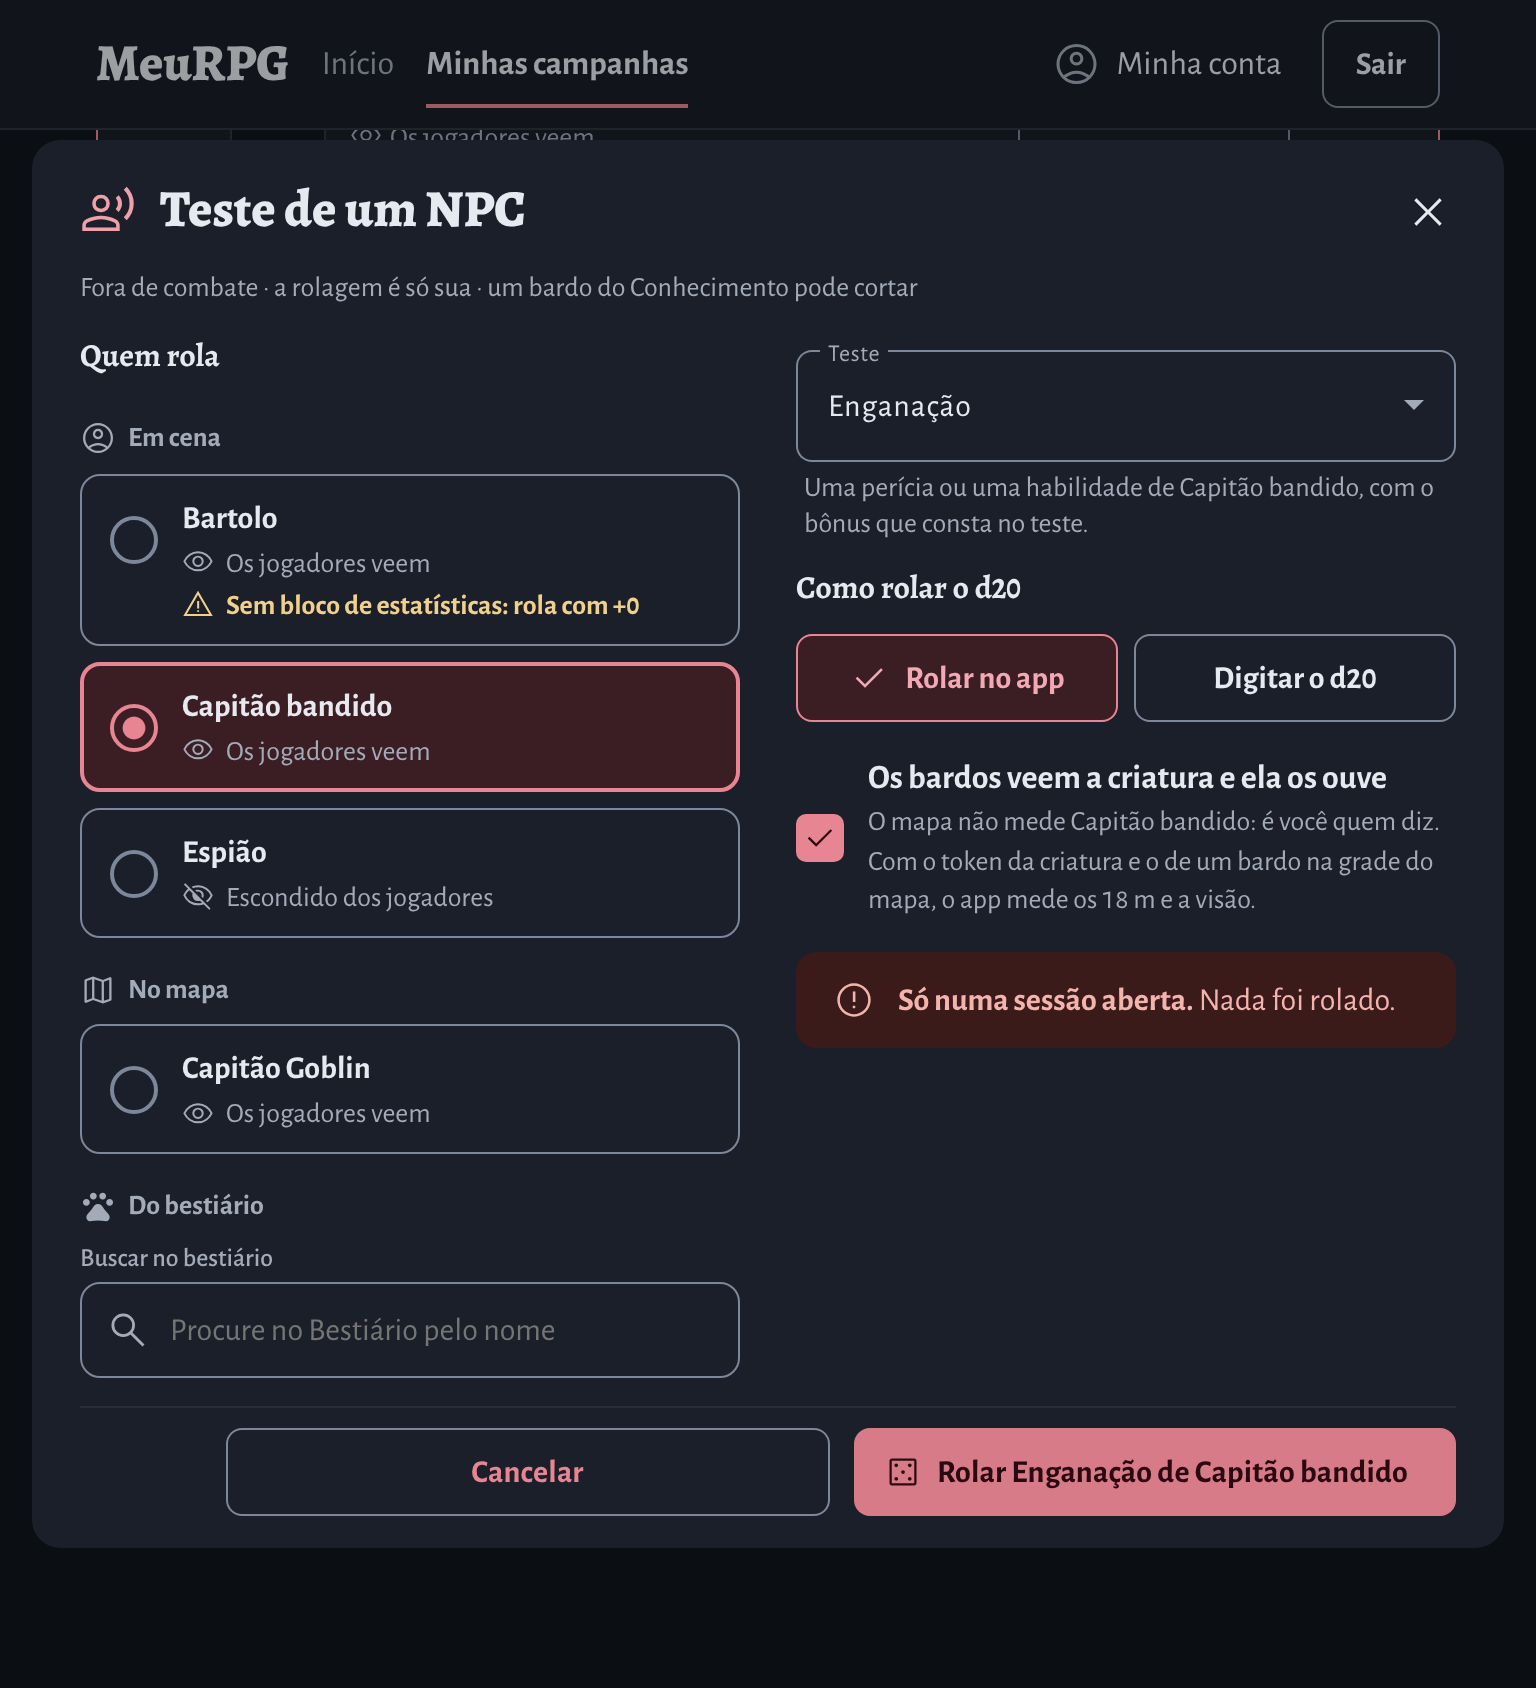 MeuRPG
Início
Minhas campanhas
Minha conta
Sair
Os jogadores veem
Teste de um NPC
Fora de combate · a rolagem é só sua · um bardo do Conhecimento pode cortar
Quem rola
Em cena
Bartolo
Os jogadores veem
Sem bloco de estatísticas: rola com +0
Capitão bandido
Os jogadores veem
Espião
Escondido dos jogadores
No mapa
Capitão Goblin
Os jogadores veem
Do bestiário
Buscar no bestiário
Procure no Bestiário pelo nome
Teste
Enganação
Uma perícia ou uma habilidade de Capitão bandido, com o
bônus que consta no teste.
Como rolar o d20
Rolar no app
Digitar o d20
Os bardos veem a criatura e ela os ouve
O mapa não mede Capitão bandido: é você quem diz.
Com o token da criatura e o de um bardo na grade do
mapa, o app mede os 18 m e a visão.
Só numa sessão aberta. Nada foi rolado.
Cancelar
Rolar Enganação de Capitão bandido